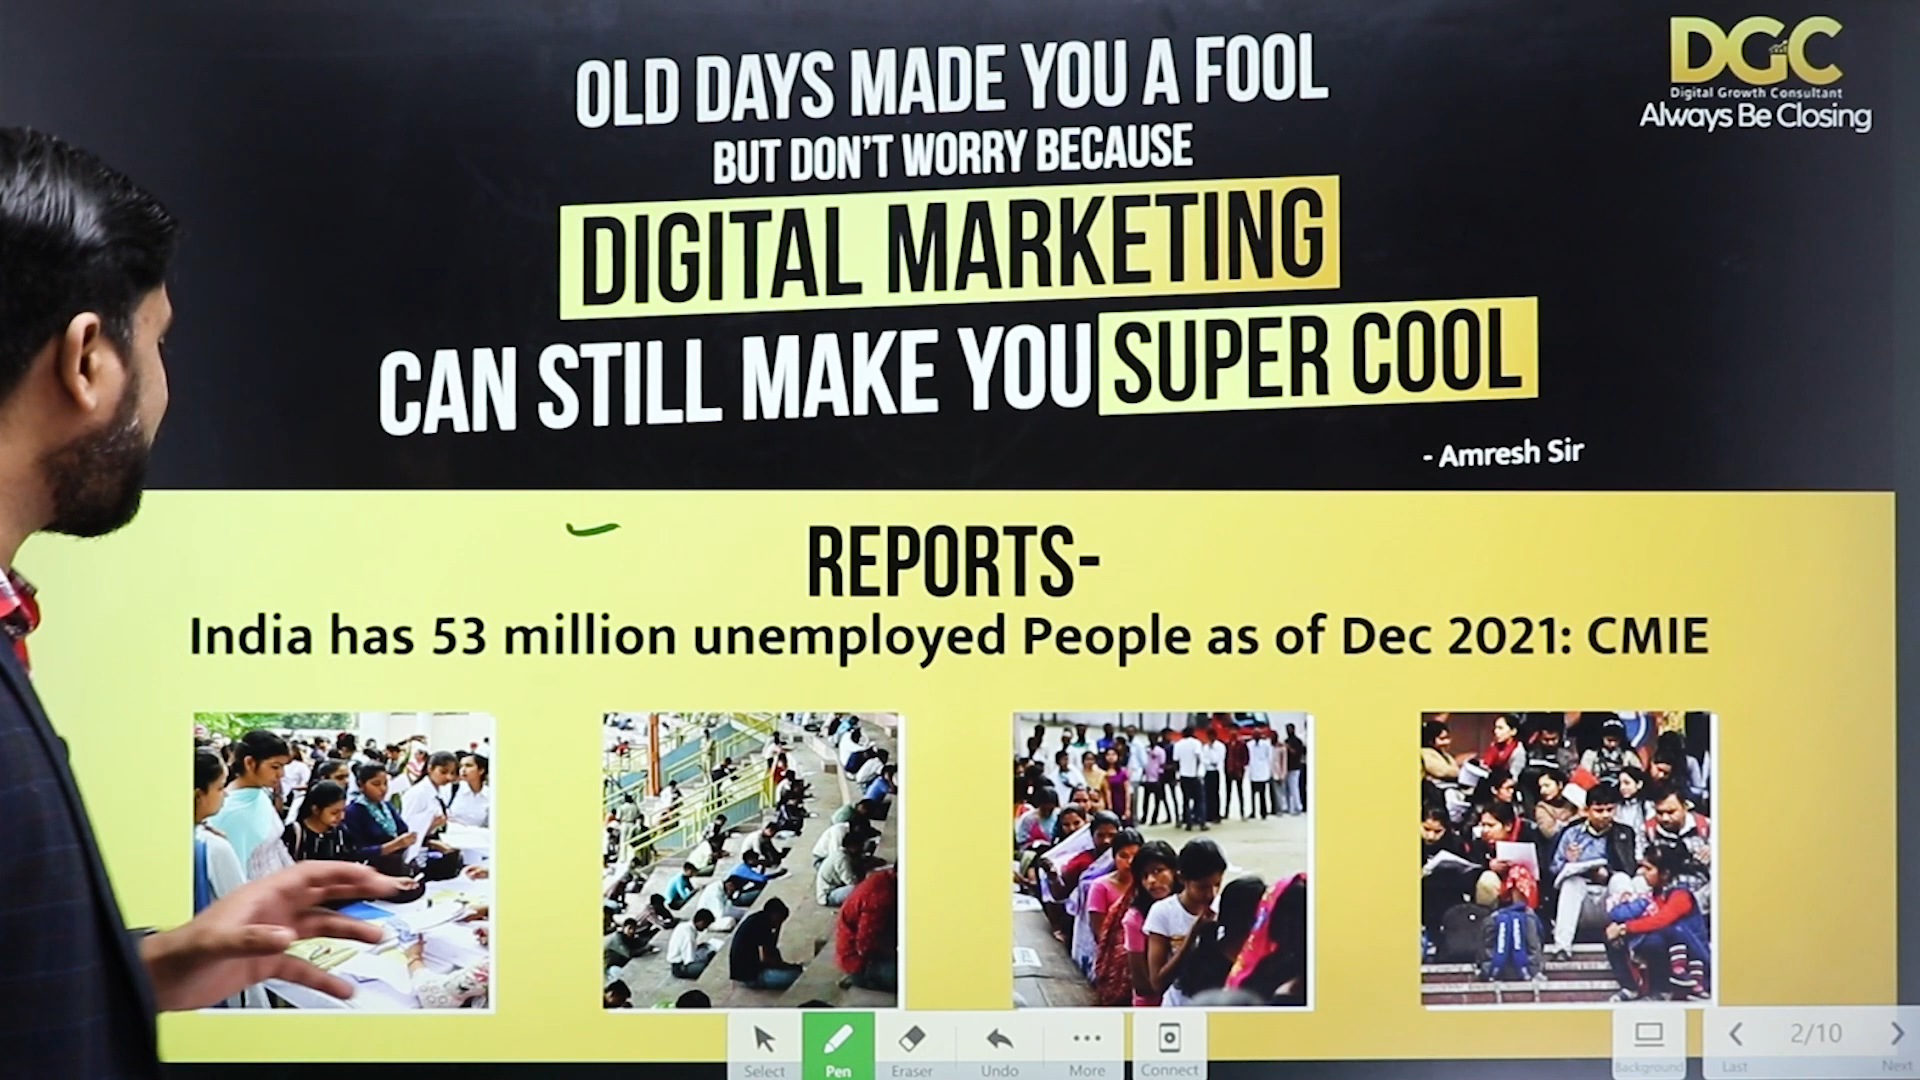 DGC
Digital Growth Consultant
Always Be Closing
OLD DAYS MADE YOU A FOOL
BUT DON'T WORRY BECAUSE
DIGITAL MARKETING
CAN STILL MAKE YOU SUPER COOL
- Amresh Sir
REPORTS-
India has 53 million unemployed People as of Dec 2021: CMIE
Select
Pen
Eraser
Undo
More
Connect
Background
Last
2/10
Next